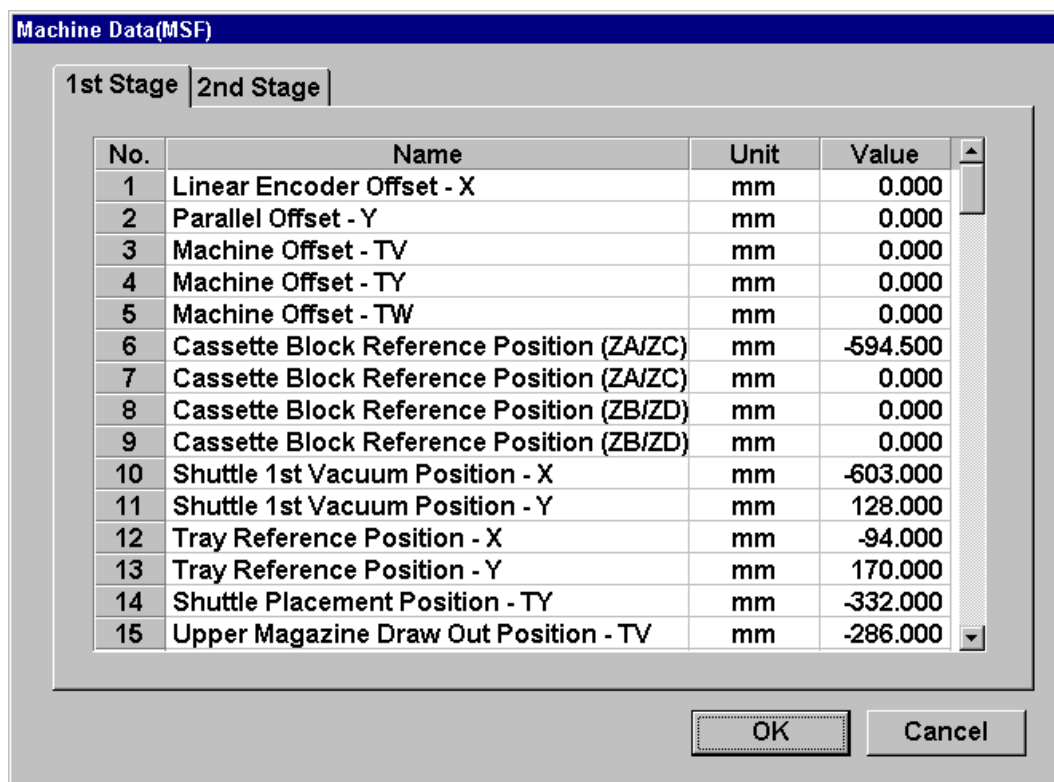 Machine Data(MSF)
1st Stage 2nd Stage
No. Name Unit Value
1 Linear Encoder Offset - X mm 0.000
2 Parallel Offset - Y mm 0.000
3 Machine Offset - TV mm 0.000
4 Machine Offset - TY mm 0.000
5 Machine Offset - TW mm 0.000
6 Cassette Block Reference Position (ZA/ZC) mm -594.500
7 Cassette Block Reference Position (ZA/ZC) mm 0.000
8 Cassette Block Reference Position (ZB/ZD) mm 0.000
9 Cassette Block Reference Position (ZB/ZD) mm 0.000
10 Shuttle 1st Vacuum Position - X mm -603.000
11 Shuttle 1st Vacuum Position - Y mm 128.000
12 Tray Reference Position - X mm -94.000
13 Tray Reference Position - Y mm 170.000
14 Shuttle Placement Position - TY mm -332.000
15 Upper Magazine Draw Out Position - TV mm -286.000
OK Cancel